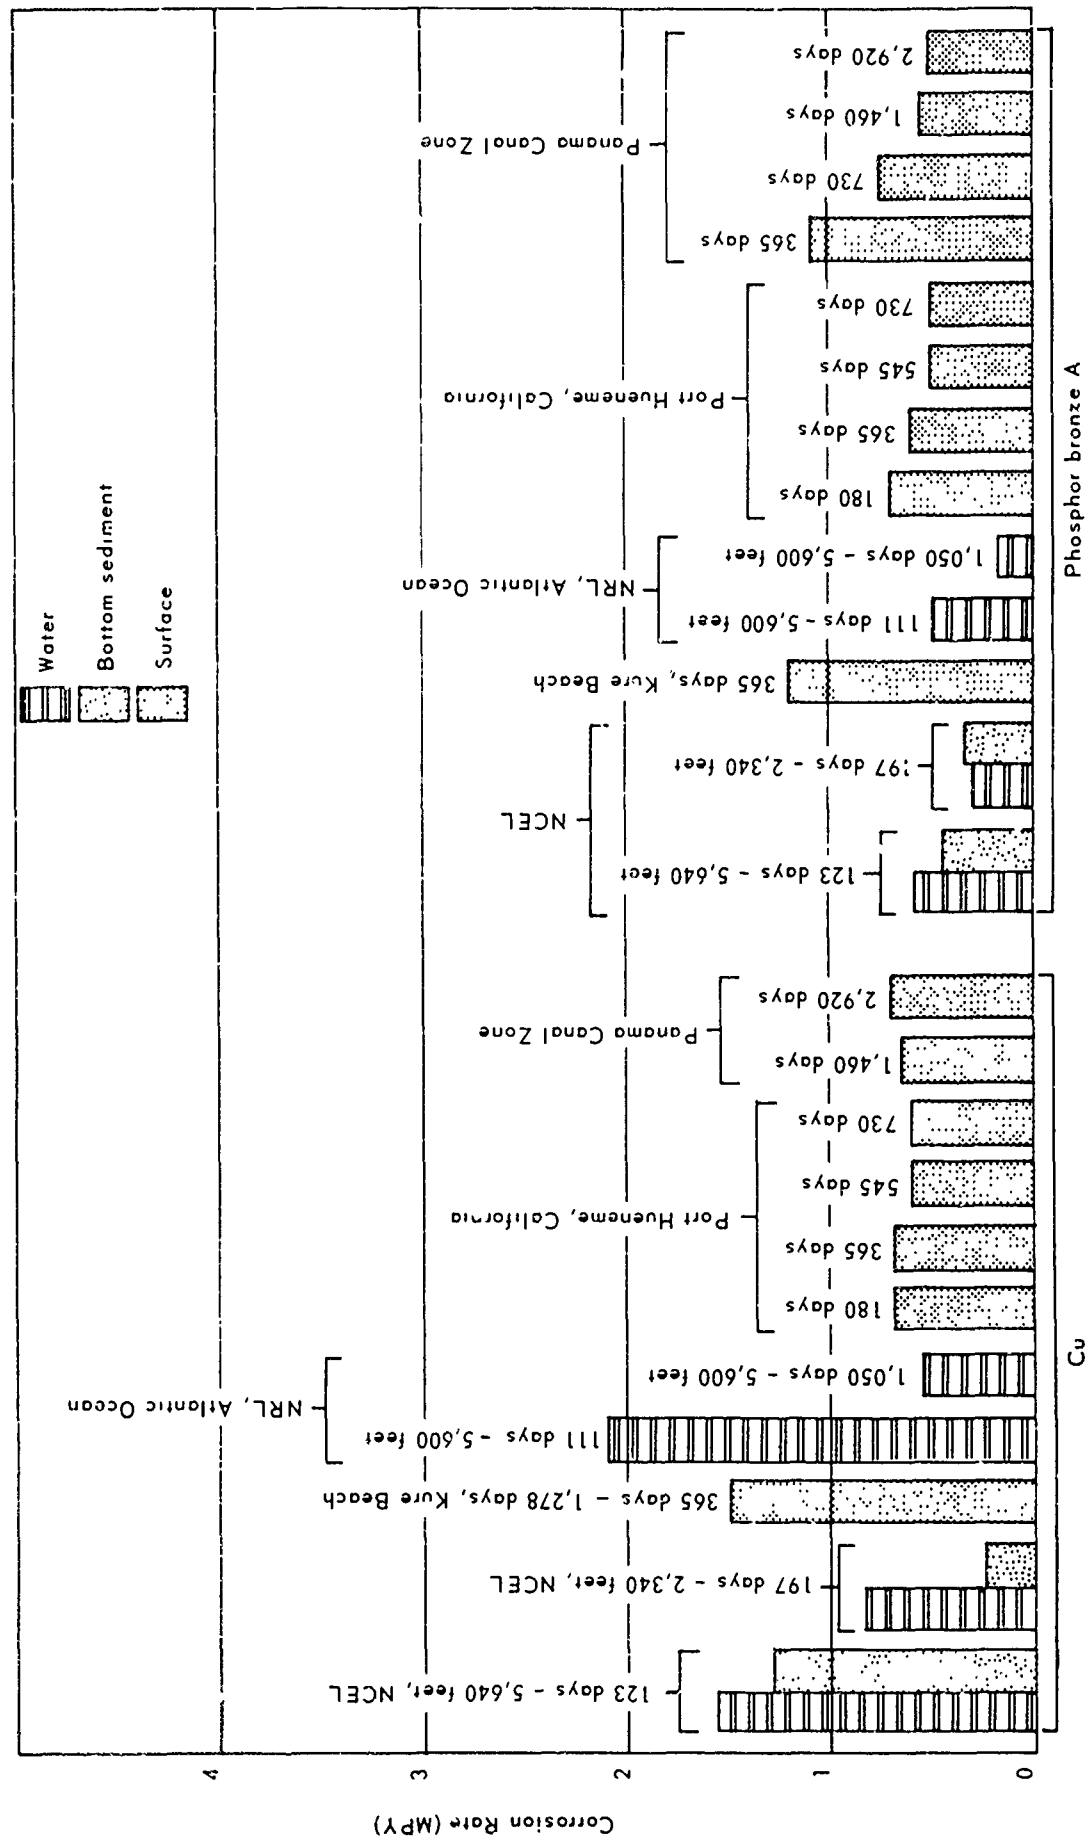 Corrosion Rate (MPY)
4
3
2
1
0
Water
Bottom sediment
Surface
123 days - 5,640 feet, NCEL
197 days - 2,340 feet, NCEL
365 days - 1,278 days, Kure Beach
NRL, Atlantic Ocean
111 days - 5,600 feet
1,050 days - 5,600 feet
Port Hueneme, California
180 days
365 days
545 days
730 days
Panama Canal Zone
1,460 days
2,920 days
NCEL
123 days - 5,640 feet
197 days - 2,340 feet
365 days, Kure Beach
NRL, Atlantic Ocean
111 days - 5,600 feet
1,050 days - 5,600 feet
Port Hueneme, California
180 days
365 days
545 days
730 days
Panama Canal Zone
365 days
730 days
1,460 days
2,920 days
Cu
Phosphor bronze A